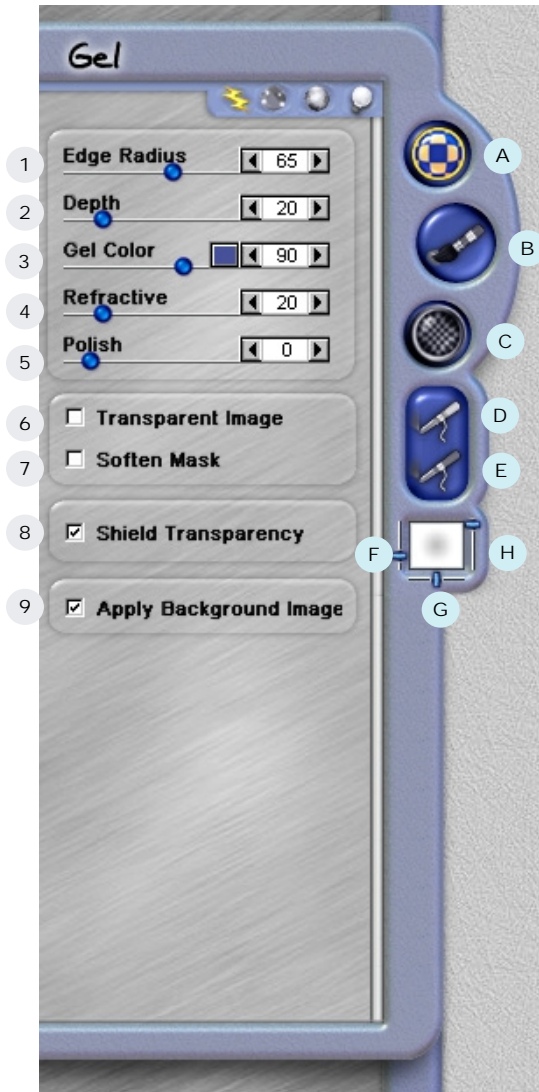 Gel
1 Edge Radius 65 A
2 Depth 20
3 Gel Color 90 B
4 Refractive 20
5 Polish 0 C
6 Transparent Image D
7 Soften Mask E
8 Shield Transparency F H
9 Apply Background Image G